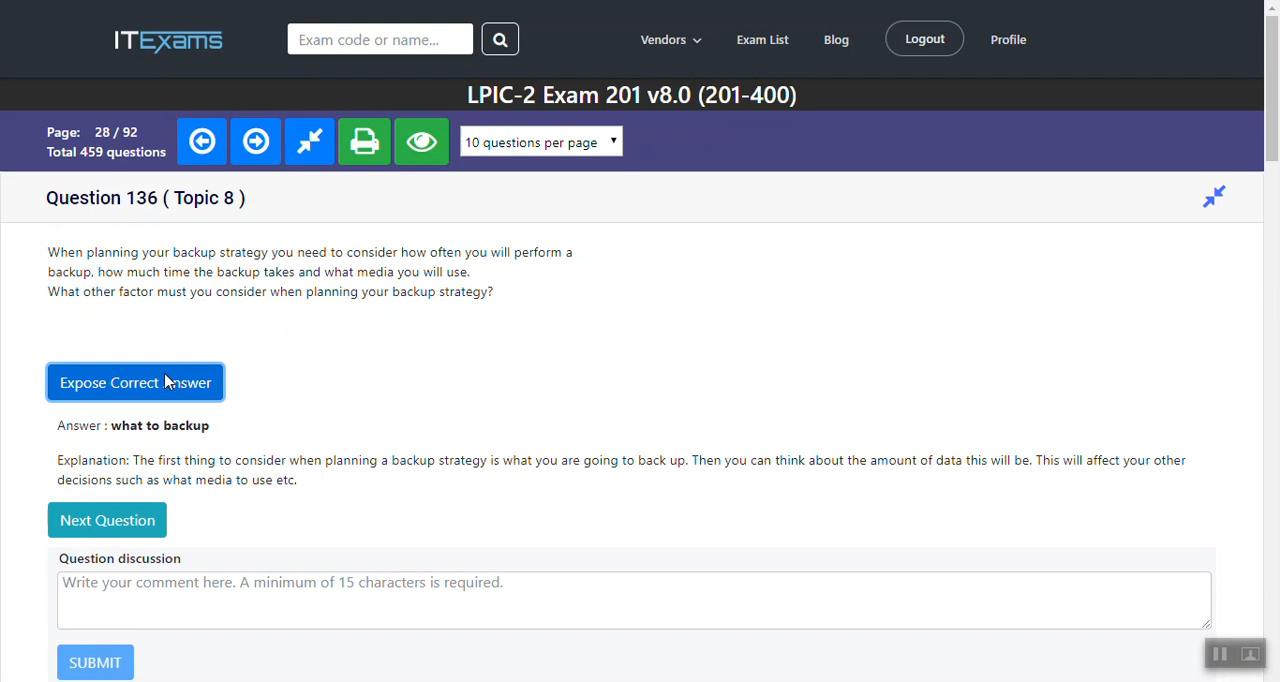 ITEXAMS
Exam code or name...
Vendors
Exam List
Blog
Logout
Profile
LPIC-2 Exam 201 v8.0 (201-400)
Page: 28 / 92
Total 459 questions
10 questions per page
Question 136 ( Topic 8 )
When planning your backup strategy you need to consider how often you will perform a
backup, how much time the backup takes and what media you will use.
What other factor must you consider when planning your backup strategy?
Expose Correct Answer
Answer : what to backup
Explanation: The first thing to consider when planning a backup strategy is what you are going to back up. Then you can think about the amount of data this will be. This will affect your other
decisions such as what media to use etc.
Next Question
Question discussion
Write your comment here. A minimum of 15 characters is required.
SUBMIT